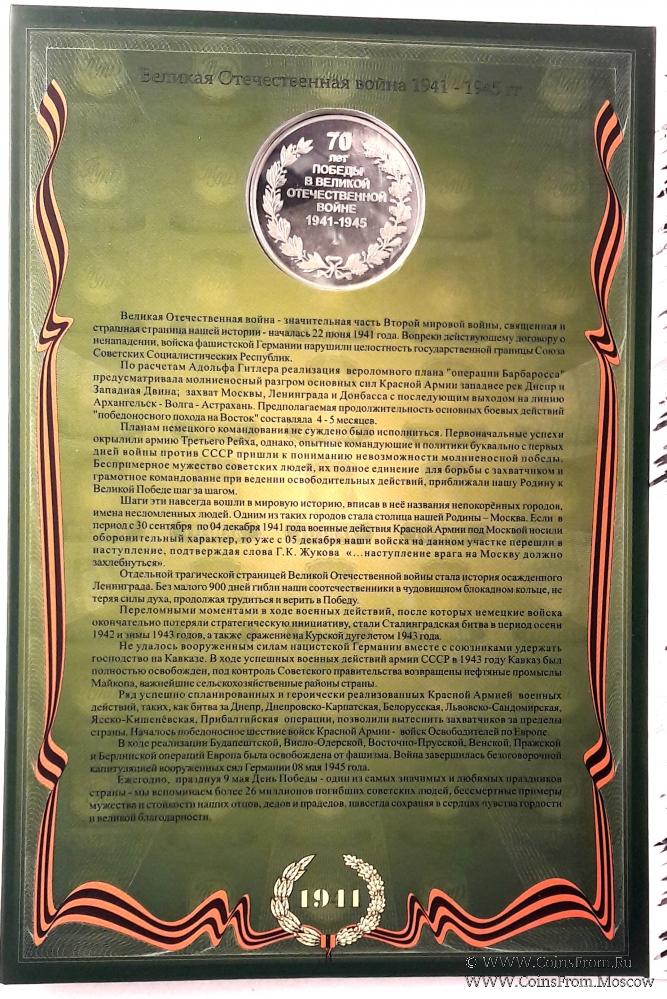 Великая Отечественная война 1941 - 1945 гг
70
лет
ПОБЕДЫ
В ВЕЛИКОЙ
ОТЕЧЕСТВЕННОЙ
ВОЙНЕ
1941-1945
Великая Отечественная война - значительная часть Второй мировой войны, священная и
страшная страница нашей истории - началась 22 июня 1941 года. Вопреки действующему договору о
ненападении, войска фашистской Германии нарушили целостность государственной границы Союза
Советских Социалистических Республик.
По расчетам Адольфа Гитлера реализация вероломного плана "операции Барбаросса"
предусматривала молниеносный разгром основных сил Красной Армии западнее рек Днепр и
Западная Двина; захват Москвы, Ленинграда и Донбасса с последующим выходом на линию
Архангельск - Волга - Астрахань. Предполагаемая продолжительность основных боевых действий
"победоносного похода на Восток" составляла 4 - 5 месяцев.
Планам немецкого командования не суждено было исполниться. Первоначальные успехи
окрылили армию Третьего Рейха, однако, опытные командующие и политики буквально с первых
дней войны против СССР пришли к пониманию невозможности молниеносной победы.
Беспримерное мужество советских людей, их полное единение для борьбы с захватчиком и
грамотное командование при ведении освободительных действий, приближали нашу Родину к
Великой Победе шаг за шагом.
Шаги эти навсегда вошли в мировую историю, вписав в неё названия непокорённых городов,
имена несломленных людей. Одним из таких городов стала столица нашей Родины – Москва. Если в
период с 30 сентября по 04 декабря 1941 года военные действия Красной Армии под Москвой носили
оборонительный характер, то уже с 05 декабря наши войска на данном участке перешли в
наступление, подтверждая слова Г.К. Жукова «…наступление врага на Москву должно
захлебнуться».
Отдельной трагической страницей Великой Отечественной войны стала история осажденного
Ленинграда. Без малого 900 дней гибли наши соотечественники в чудовищном блокадном кольце, не
теряя силы духа, продолжая трудиться и верить в Победу.
Переломными моментами в ходе военных действий, после которых немецкие войска
окончательно потеряли стратегическую инициативу, стали Сталинградская битва в период осени
1942 и зимы 1943 годов, а также сражение на Курской дуге летом 1943 года.
Не удалось вооруженным силам нацистской Германии вместе с союзниками удержать
господство на Кавказе. В ходе успешных военных действий армии СССР в 1943 году Кавказ был
полностью освобожден, под контроль Советского правительства возвращены нефтяные промыслы
Майкопа, важнейшие сельскохозяйственные районы страны.
Ряд успешно спланированных и героически реализованных Красной Армией военных
действий, таких, как битва за Днепр, Днепровско-Карпатская, Белорусская, Львовско-Сандомирская,
Ясско-Кишенёвская, Прибалтийская операции, позволили вытеснить захватчиков за пределы
страны. Началось победоносное шествие войск Красной Армии - войск Освободителей по Европе.
В ходе реализации Будапештской, Висло-Одерской, Восточно-Прусской, Венской, Пражской
и Берлинской операций Европа была освобождена от фашизма. Война завершилась безоговорочной
капитуляцией вооруженных сил Германии 08 мая 1945 года.
Ежегодно, празднуя 9 мая День Победы - один из самых значимых и любимых праздников
страны - мы вспоминаем более 26 миллионов погибших советских людей, бессмертные примеры
мужества и стойкости наших отцов, дедов и прадедов, навсегда сохраняя в сердцах чувства гордости
и великой благодарности.
1941
© www.CoinsFrom.Ru
www.CoinsFrom.Moscow